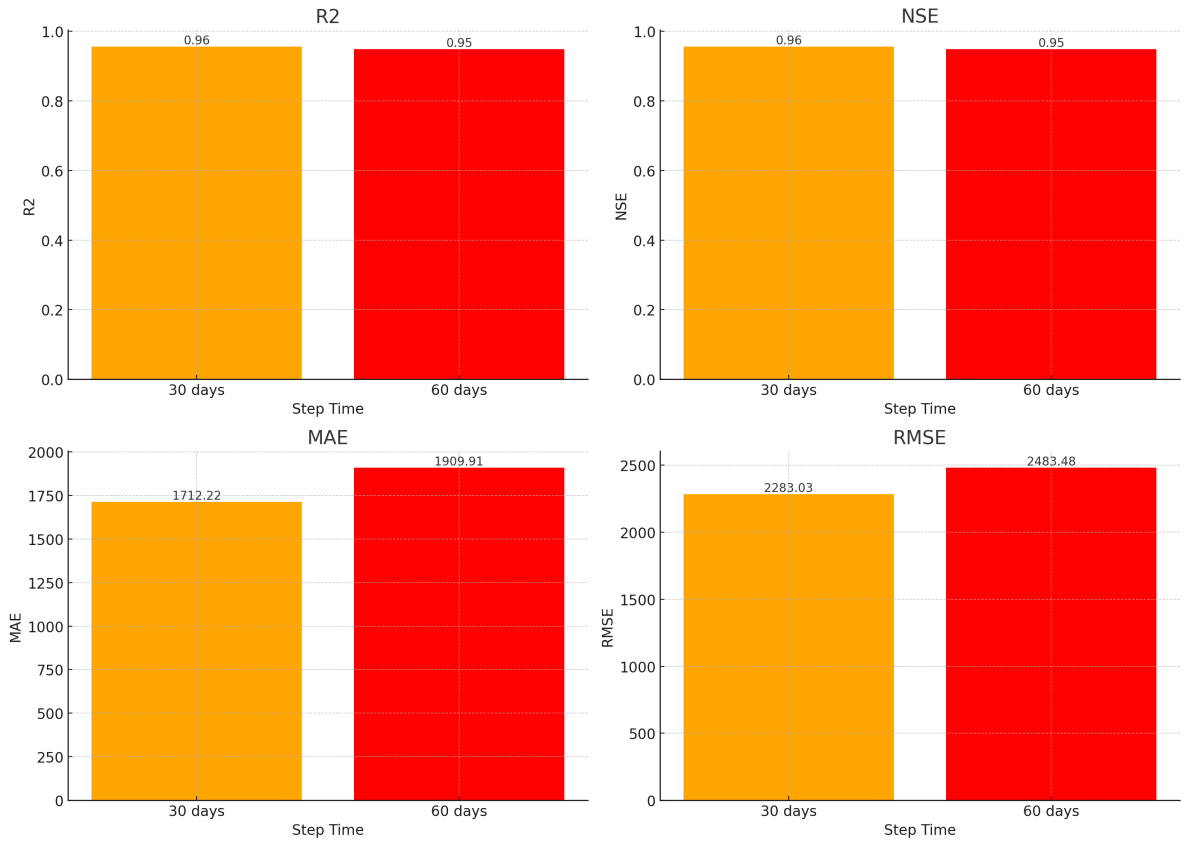 R2
1.0
0.96
0.95
0.8
0.6
R2
0.4
0.2
0.0
30 days
60 days
Step Time
NSE
1.0
0.96
0.95
0.8
0.6
NSE
0.4
0.2
0.0
30 days
60 days
Step Time
MAE
2000
1909.91
1750
1712.22
1500
1250
1000
MAE
750
500
250
0
30 days
60 days
Step Time
RMSE
2500
2483.48
2283.03
2000
1500
RMSE
1000
500
0
30 days
60 days
Step Time